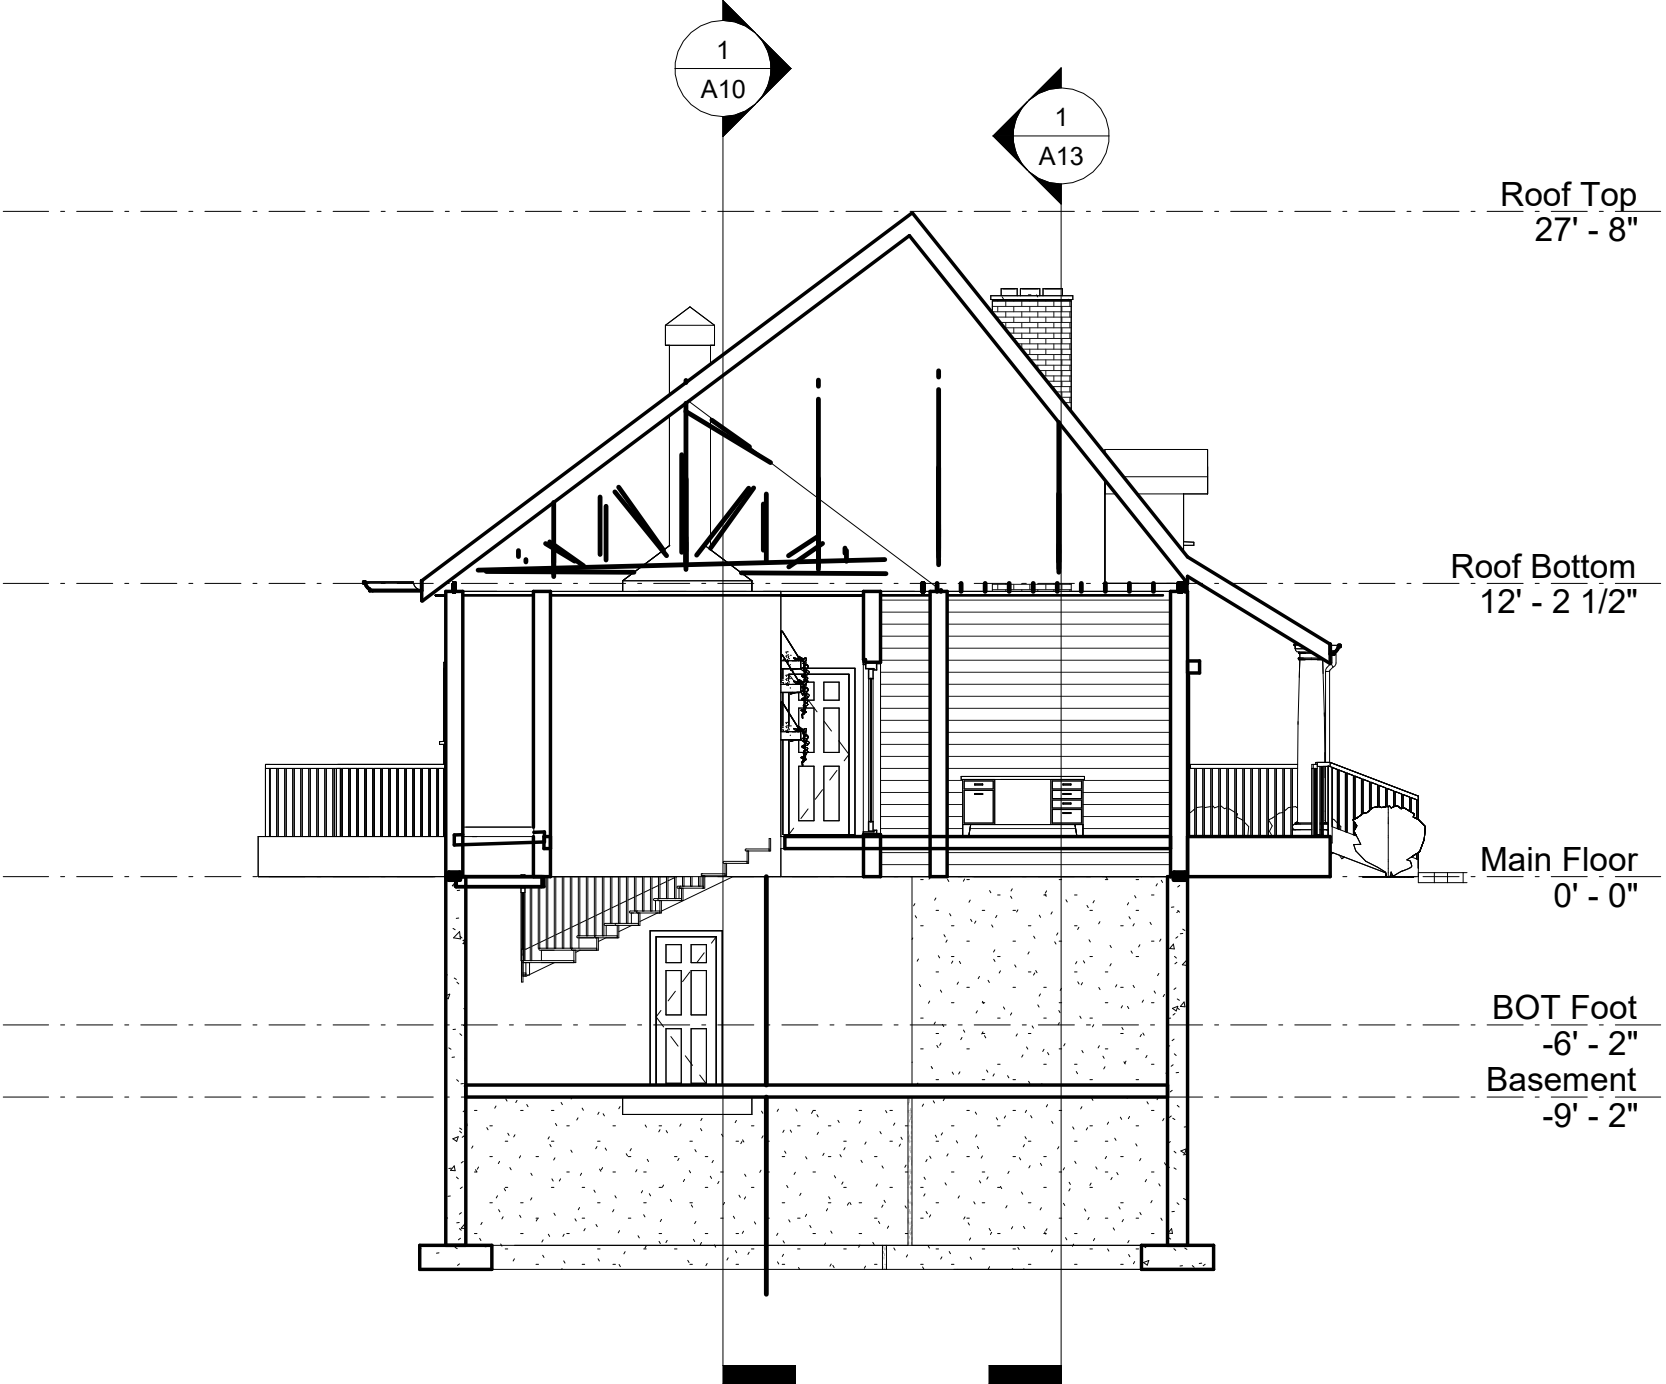 1
A10
1
A13
Roof Top
27' - 8"
Roof Bottom
12' - 2 1/2"
Main Floor
0' - 0"
BOT Foot
-6' - 2"
Basement
-9' - 2"